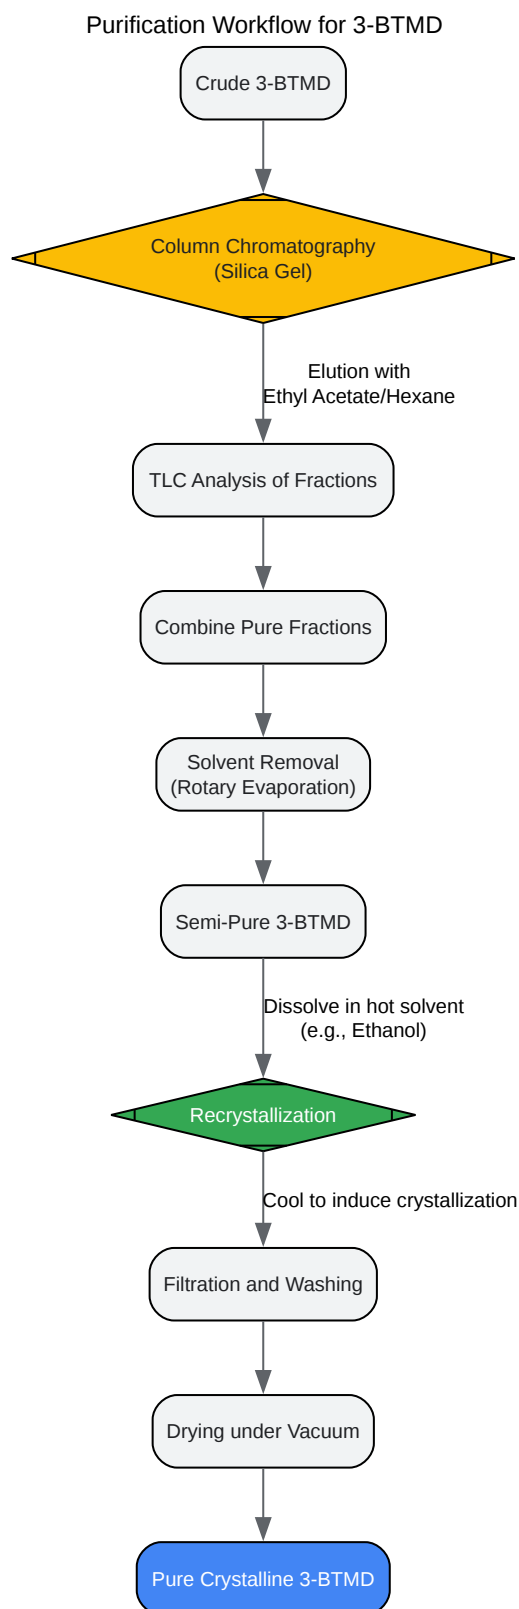 Purification Workflow for 3-BTMD
Crude 3-BTMD
Column Chromatography
(Silica Gel)
Elution with
Ethyl Acetate/Hexane
TLC Analysis of Fractions
Combine Pure Fractions
Solvent Removal
(Rotary Evaporation)
Semi-Pure 3-BTMD
Dissolve in hot solvent
(e.g., Ethanol)
Recrystallization
Cool to induce crystallization
Filtration and Washing
Drying under Vacuum
Pure Crystalline 3-BTMD